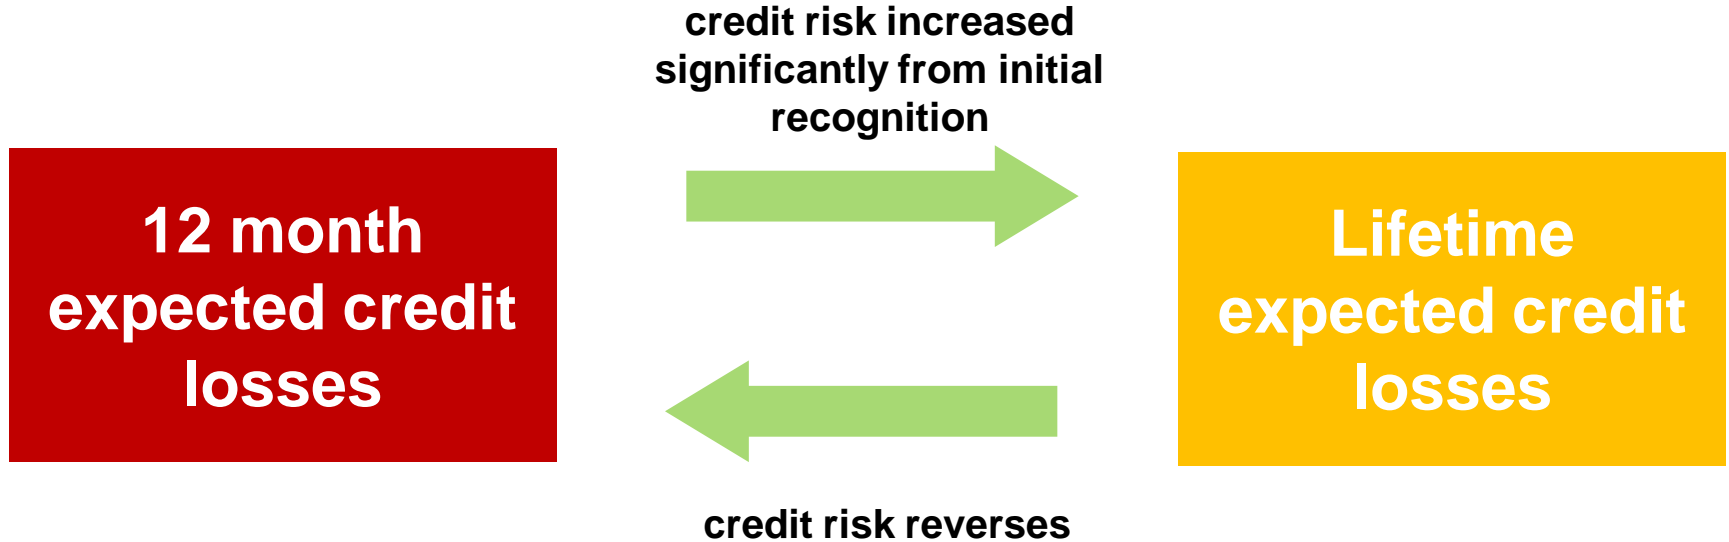 credit risk increased
significantly from initial
recognition
12 month
expected credit
losses
Lifetime
expected credit
losses
credit risk reverses